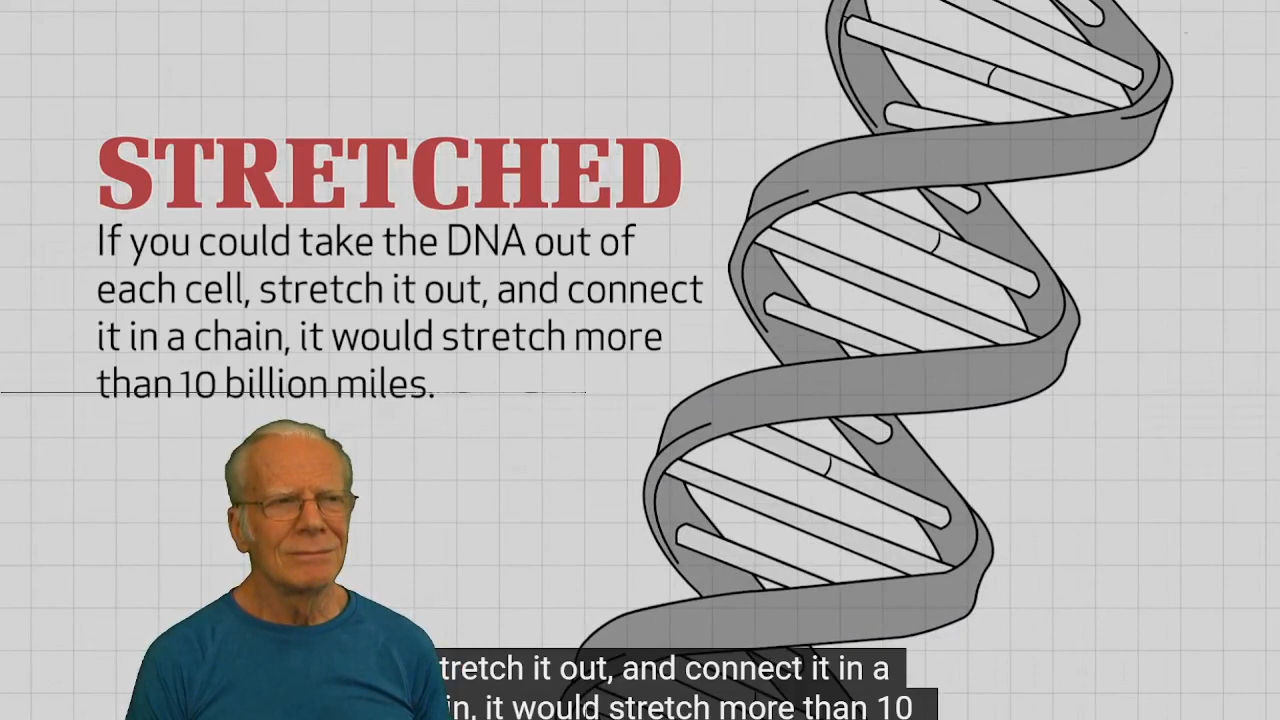 STRETCHED
If you could take the DNA out of
each cell, stretch it out, and connect
it in a chain, it would stretch more
than 10 billion miles.
it out, and connect it in a
it would stretch more than 10